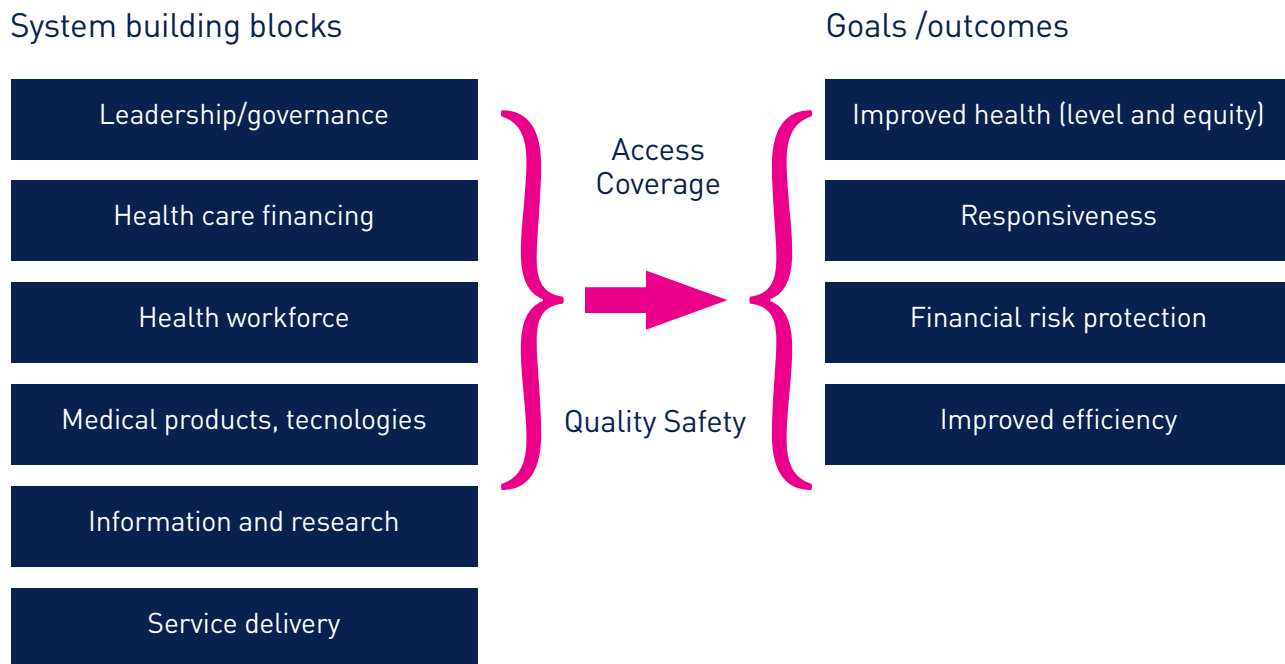 System building blocks
Leadership/governance
Health care financing
Health workforce
Medical products, tecnologies
Information and research
Service delivery
Access
Coverage
Quality Safety
Goals /outcomes
Improved health (level and equity)
Responsiveness
Financial risk protection
Improved efficiency